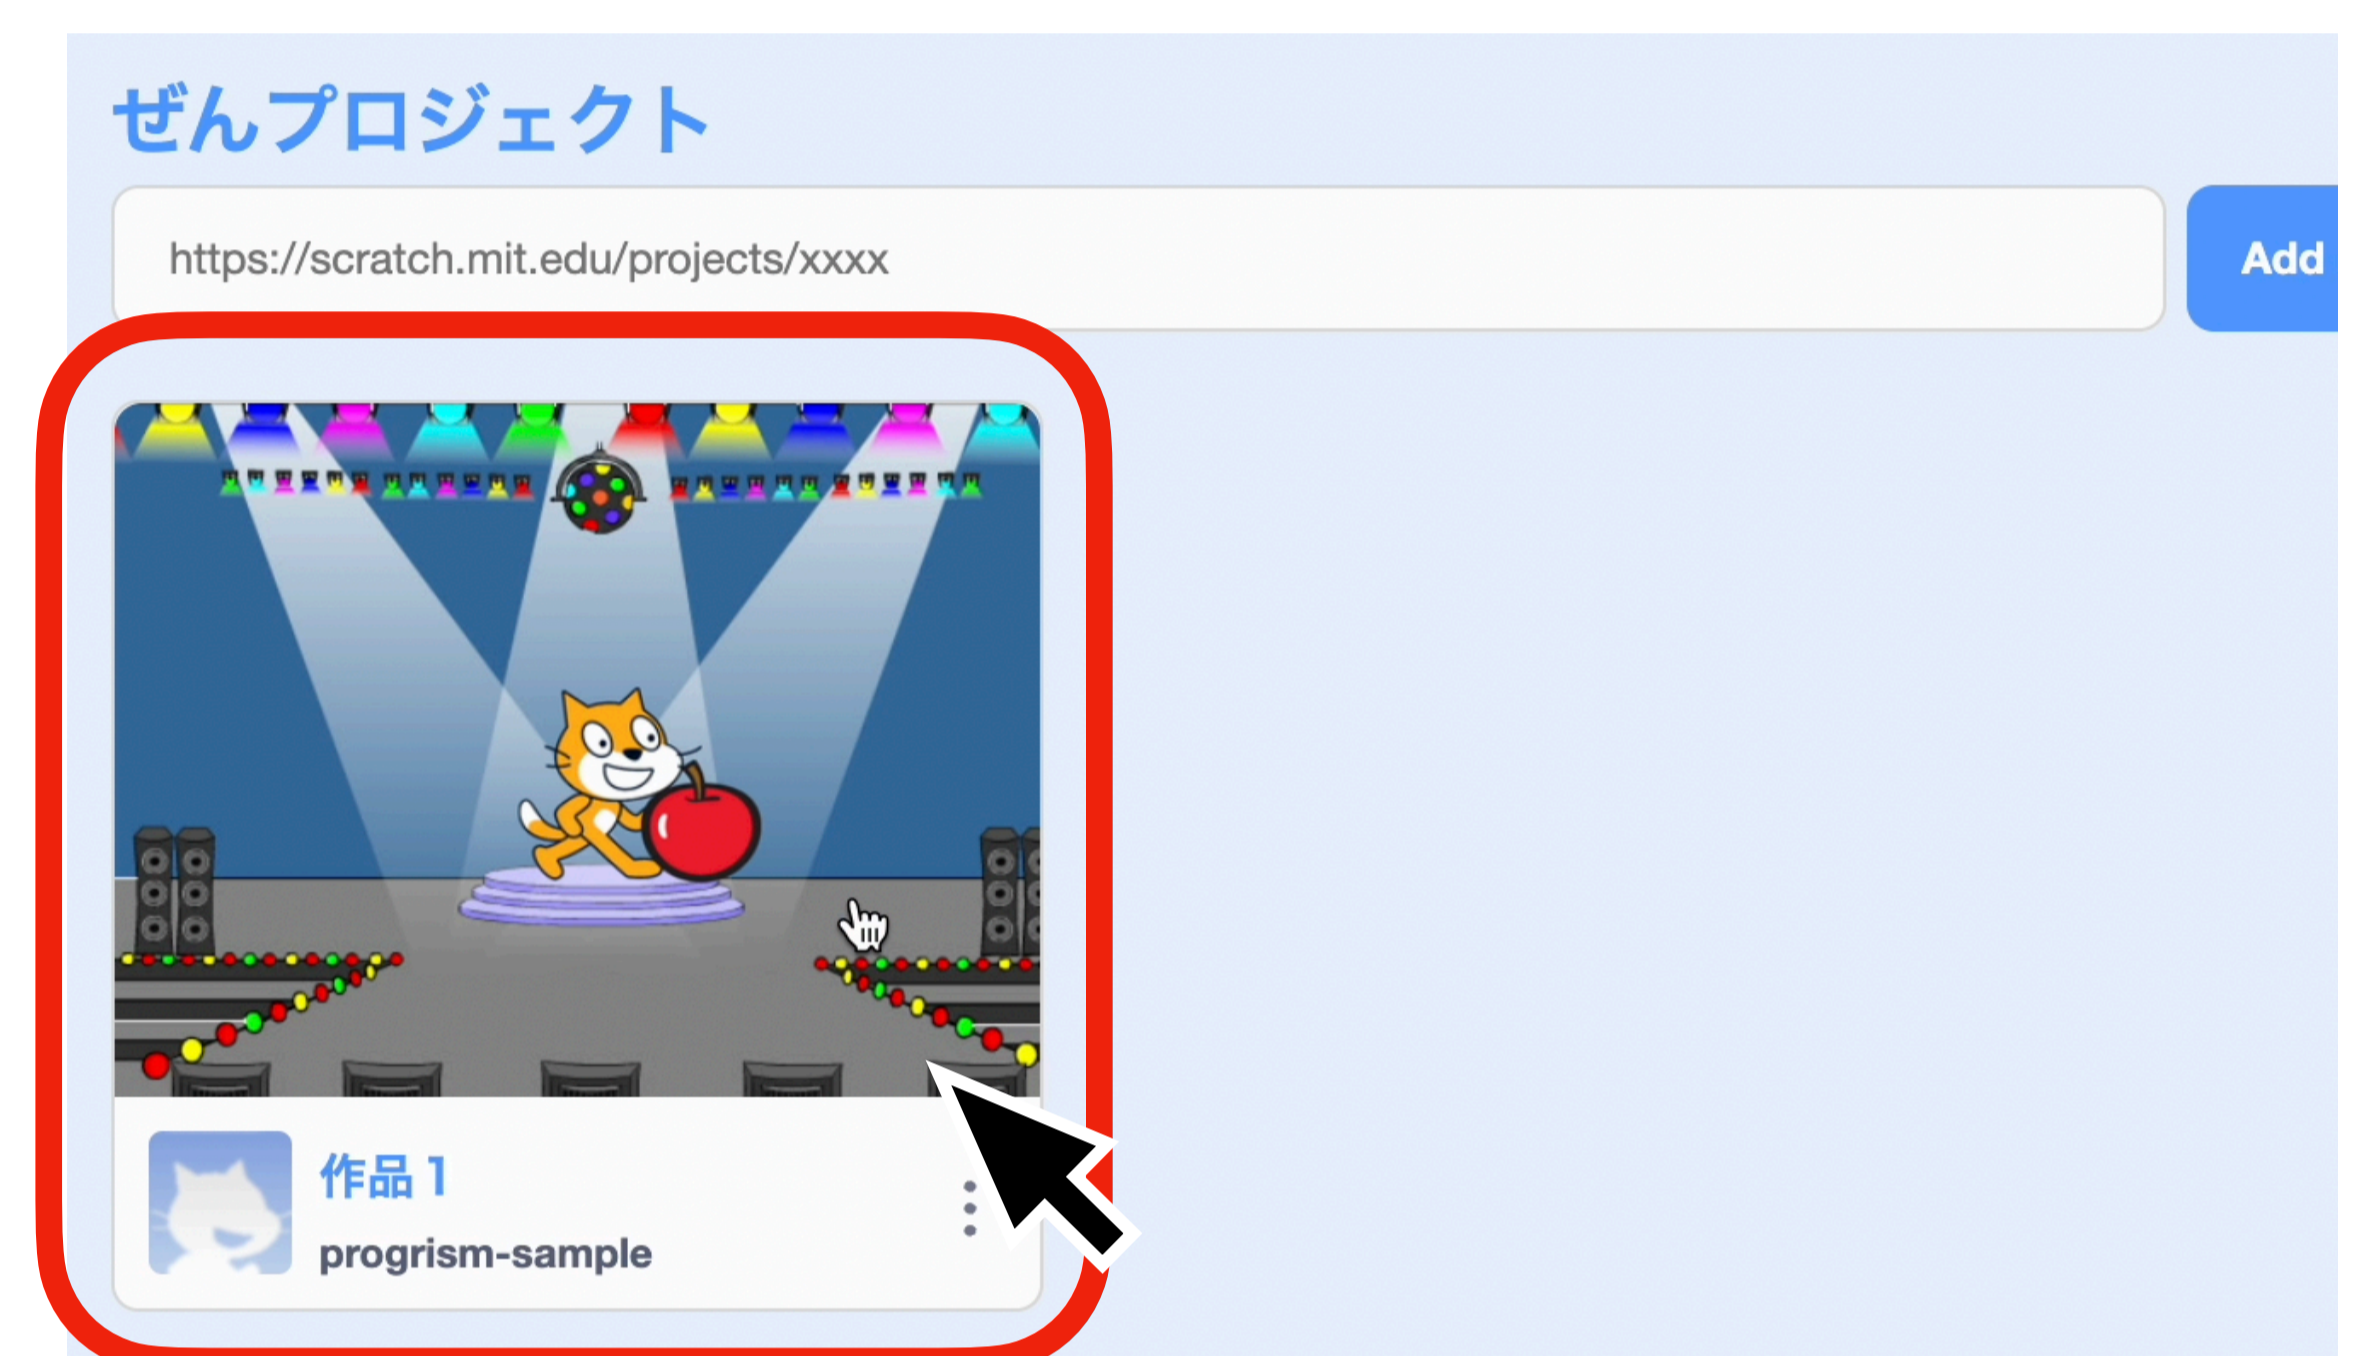 ぜんプロジェクト
https://scratch.mit.edu/projects/xxxx
Add
作品 1
progrism-sample